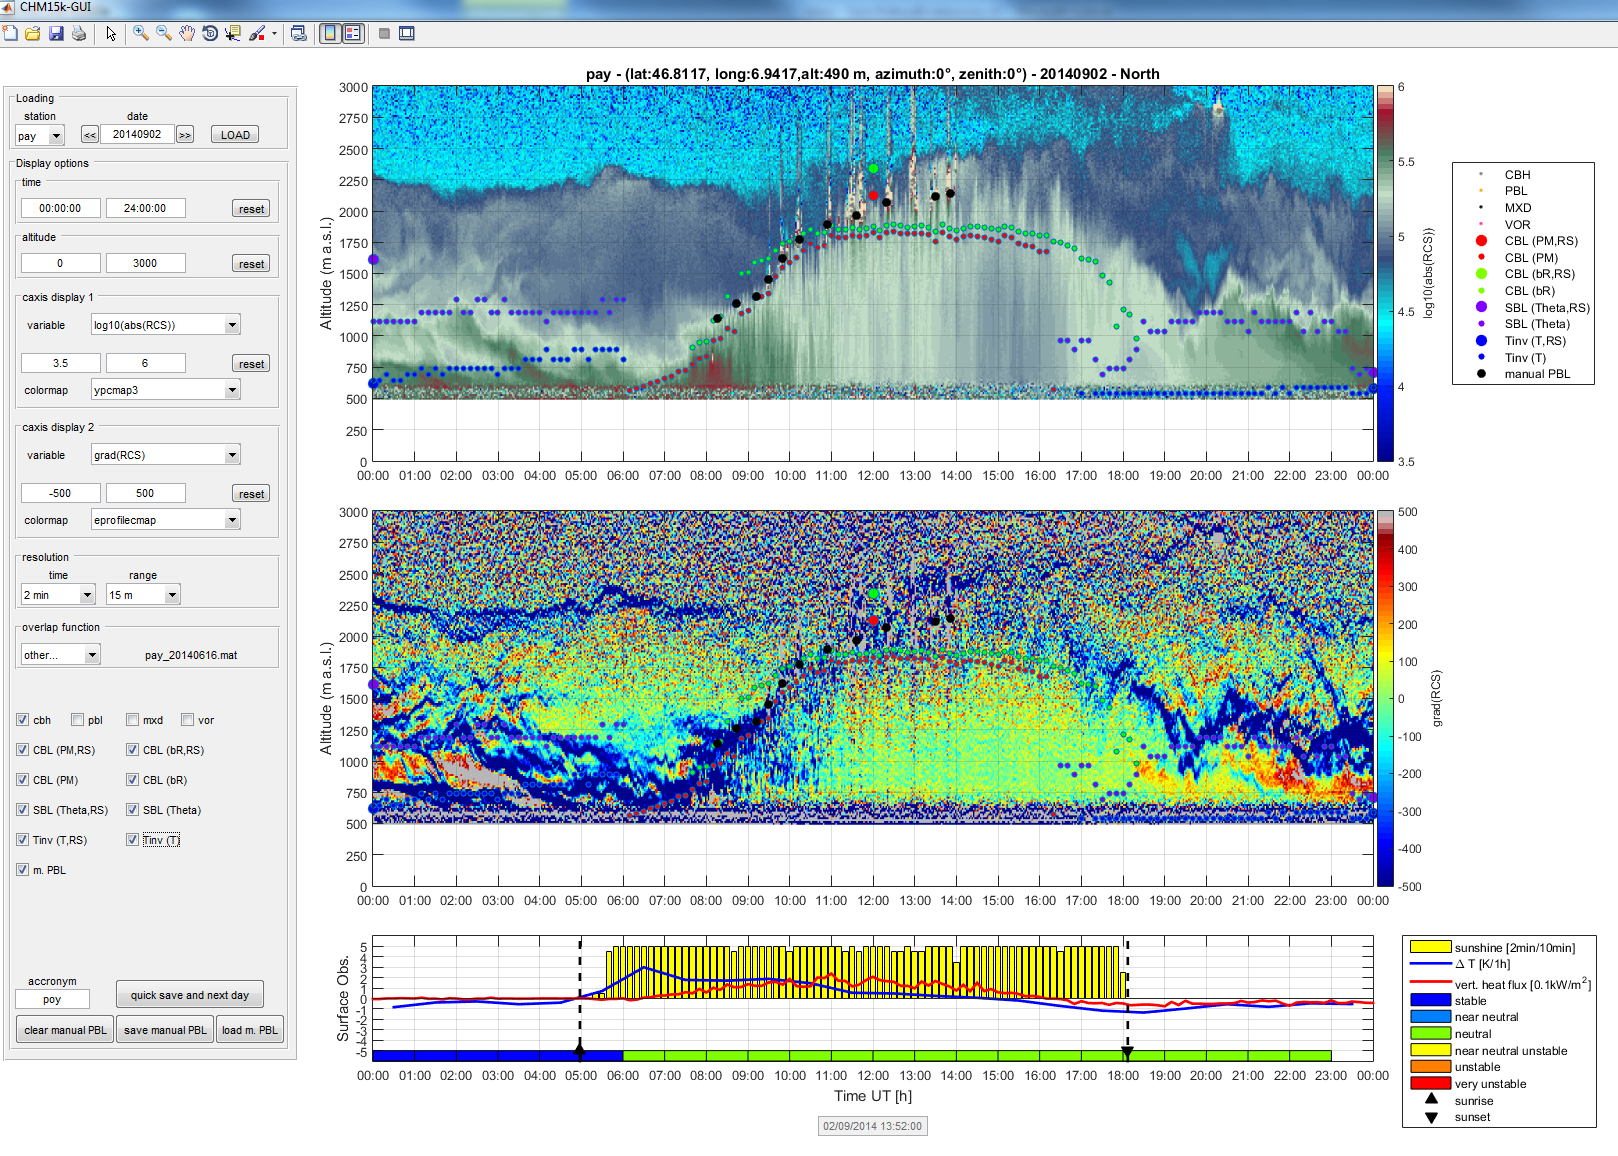 CHM15k-GUI
Loading
station
date
pay
<<
20140902
>>
LOAD
Display options
time
00:00:00
24:00:00
reset
altitude
0
3000
reset
caxis display 1
variable
log10(abs(RCS))
3.5
6
reset
colormap
ypcmap3
caxis display 2
variable
grad(RCS)
-500
500
reset
colormap
eprofilecmap
resolution
time
range
2 min
15 m
overlap function
other...
pay_20140616.mat
cbh
pbl
mxd
vor
CBL (PM,RS)
CBL (bR,RS)
CBL (PM)
CBL (bR)
SBL (Theta,RS)
SBL (Theta)
Tinv (T,RS)
Tinv (T)
m. PBL
accronym
poy
quick save and next day
clear manual PBL
save manual PBL
load m. PBL
pay - (lat:46.8117, long:6.9417,alt:490 m, azimuth:0°, zenith:0°) - 20140902 - North
Altitude (m a.s.l.)
3000
2750
2500
2250
2000
1750
1500
1250
1000
750
500
250
0
00:00 01:00 02:00 03:00 04:00 05:00 06:00 07:00 08:00 09:00 10:00 11:00 12:00 13:00 14:00 15:00 16:00 17:00 18:00 19:00 20:00 21:00 22:00 23:00 00:00
6
5.5
5
4.5
4
3.5
log10(abs(RCS))
CBH
PBL
MXD
VOR
CBL (PM,RS)
CBL (PM)
CBL (bR,RS)
CBL (bR)
SBL (Theta,RS)
SBL (Theta)
Tinv (T,RS)
Tinv (T)
manual PBL
Altitude (m a.s.l.)
3000
2750
2500
2250
2000
1750
1500
1250
1000
750
500
250
0
00:00 01:00 02:00 03:00 04:00 05:00 06:00 07:00 08:00 09:00 10:00 11:00 12:00 13:00 14:00 15:00 16:00 17:00 18:00 19:00 20:00 21:00 22:00 23:00 00:00
500
400
300
200
100
0
-100
-200
-300
-400
-500
grad(RCS)
Surface Obs.
5
4
3
2
1
0
-1
-2
-3
-4
-5
00:00 01:00 02:00 03:00 04:00 05:00 06:00 07:00 08:00 09:00 10:00 11:00 12:00 13:00 14:00 15:00 16:00 17:00 18:00 19:00 20:00 21:00 22:00 23:00 00:00
Time UT [h]
02/09/2014 13:52:00
sunshine [2min/10min]
Δ T [K/1h]
vert. heat flux [0.1kW/m²]
stable
near neutral
neutral
near neutral unstable
unstable
very unstable
sunrise
sunset